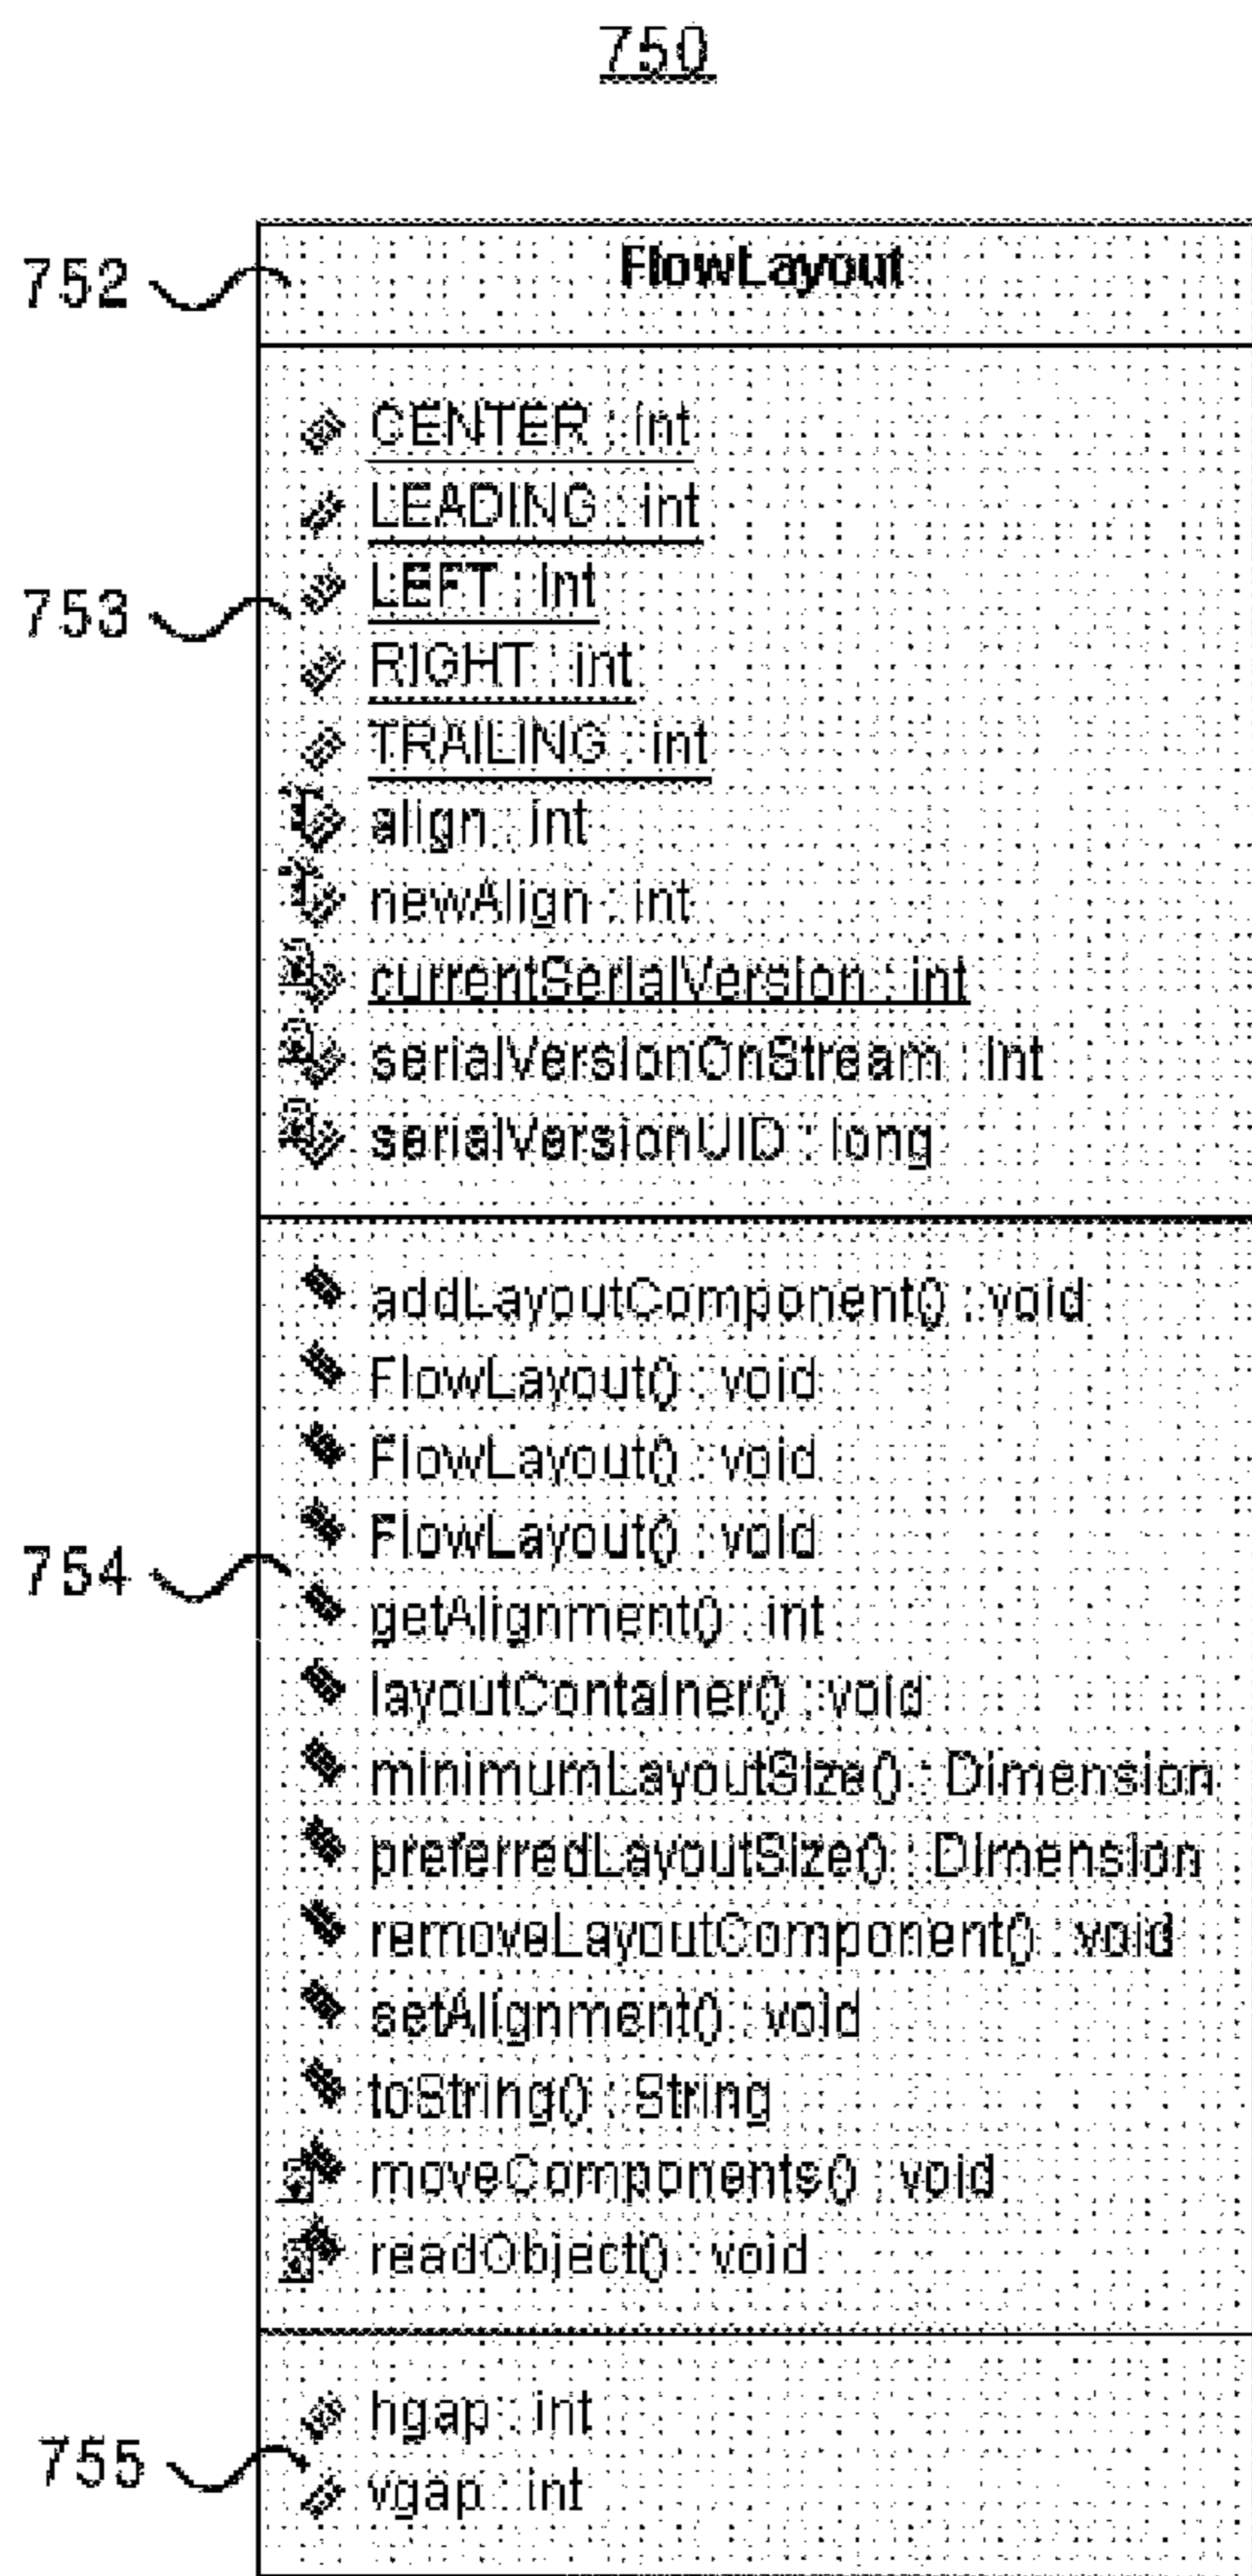 750
752
FlowLayout
CENTER : int
LEADING : int
LEFT : int
753
RIGHT : int
TRAILING : int
align : int
newAlign : int
currentSerialVersion : int
serialVersionOnStream : int
serialVersionUID : long
addLayoutComponent() : void
FlowLayout() : void
FlowLayout() : void
FlowLayout() : void
754
getAlignment() : int
layoutContainer() : void
minimumLayoutSize() : Dimension
preferredLayoutSize() : Dimension
removeLayoutComponent() : void
setAlignment() : void
toString() : String
moveComponents() : void
readObject() : void
hgap : int
755
vgap : int